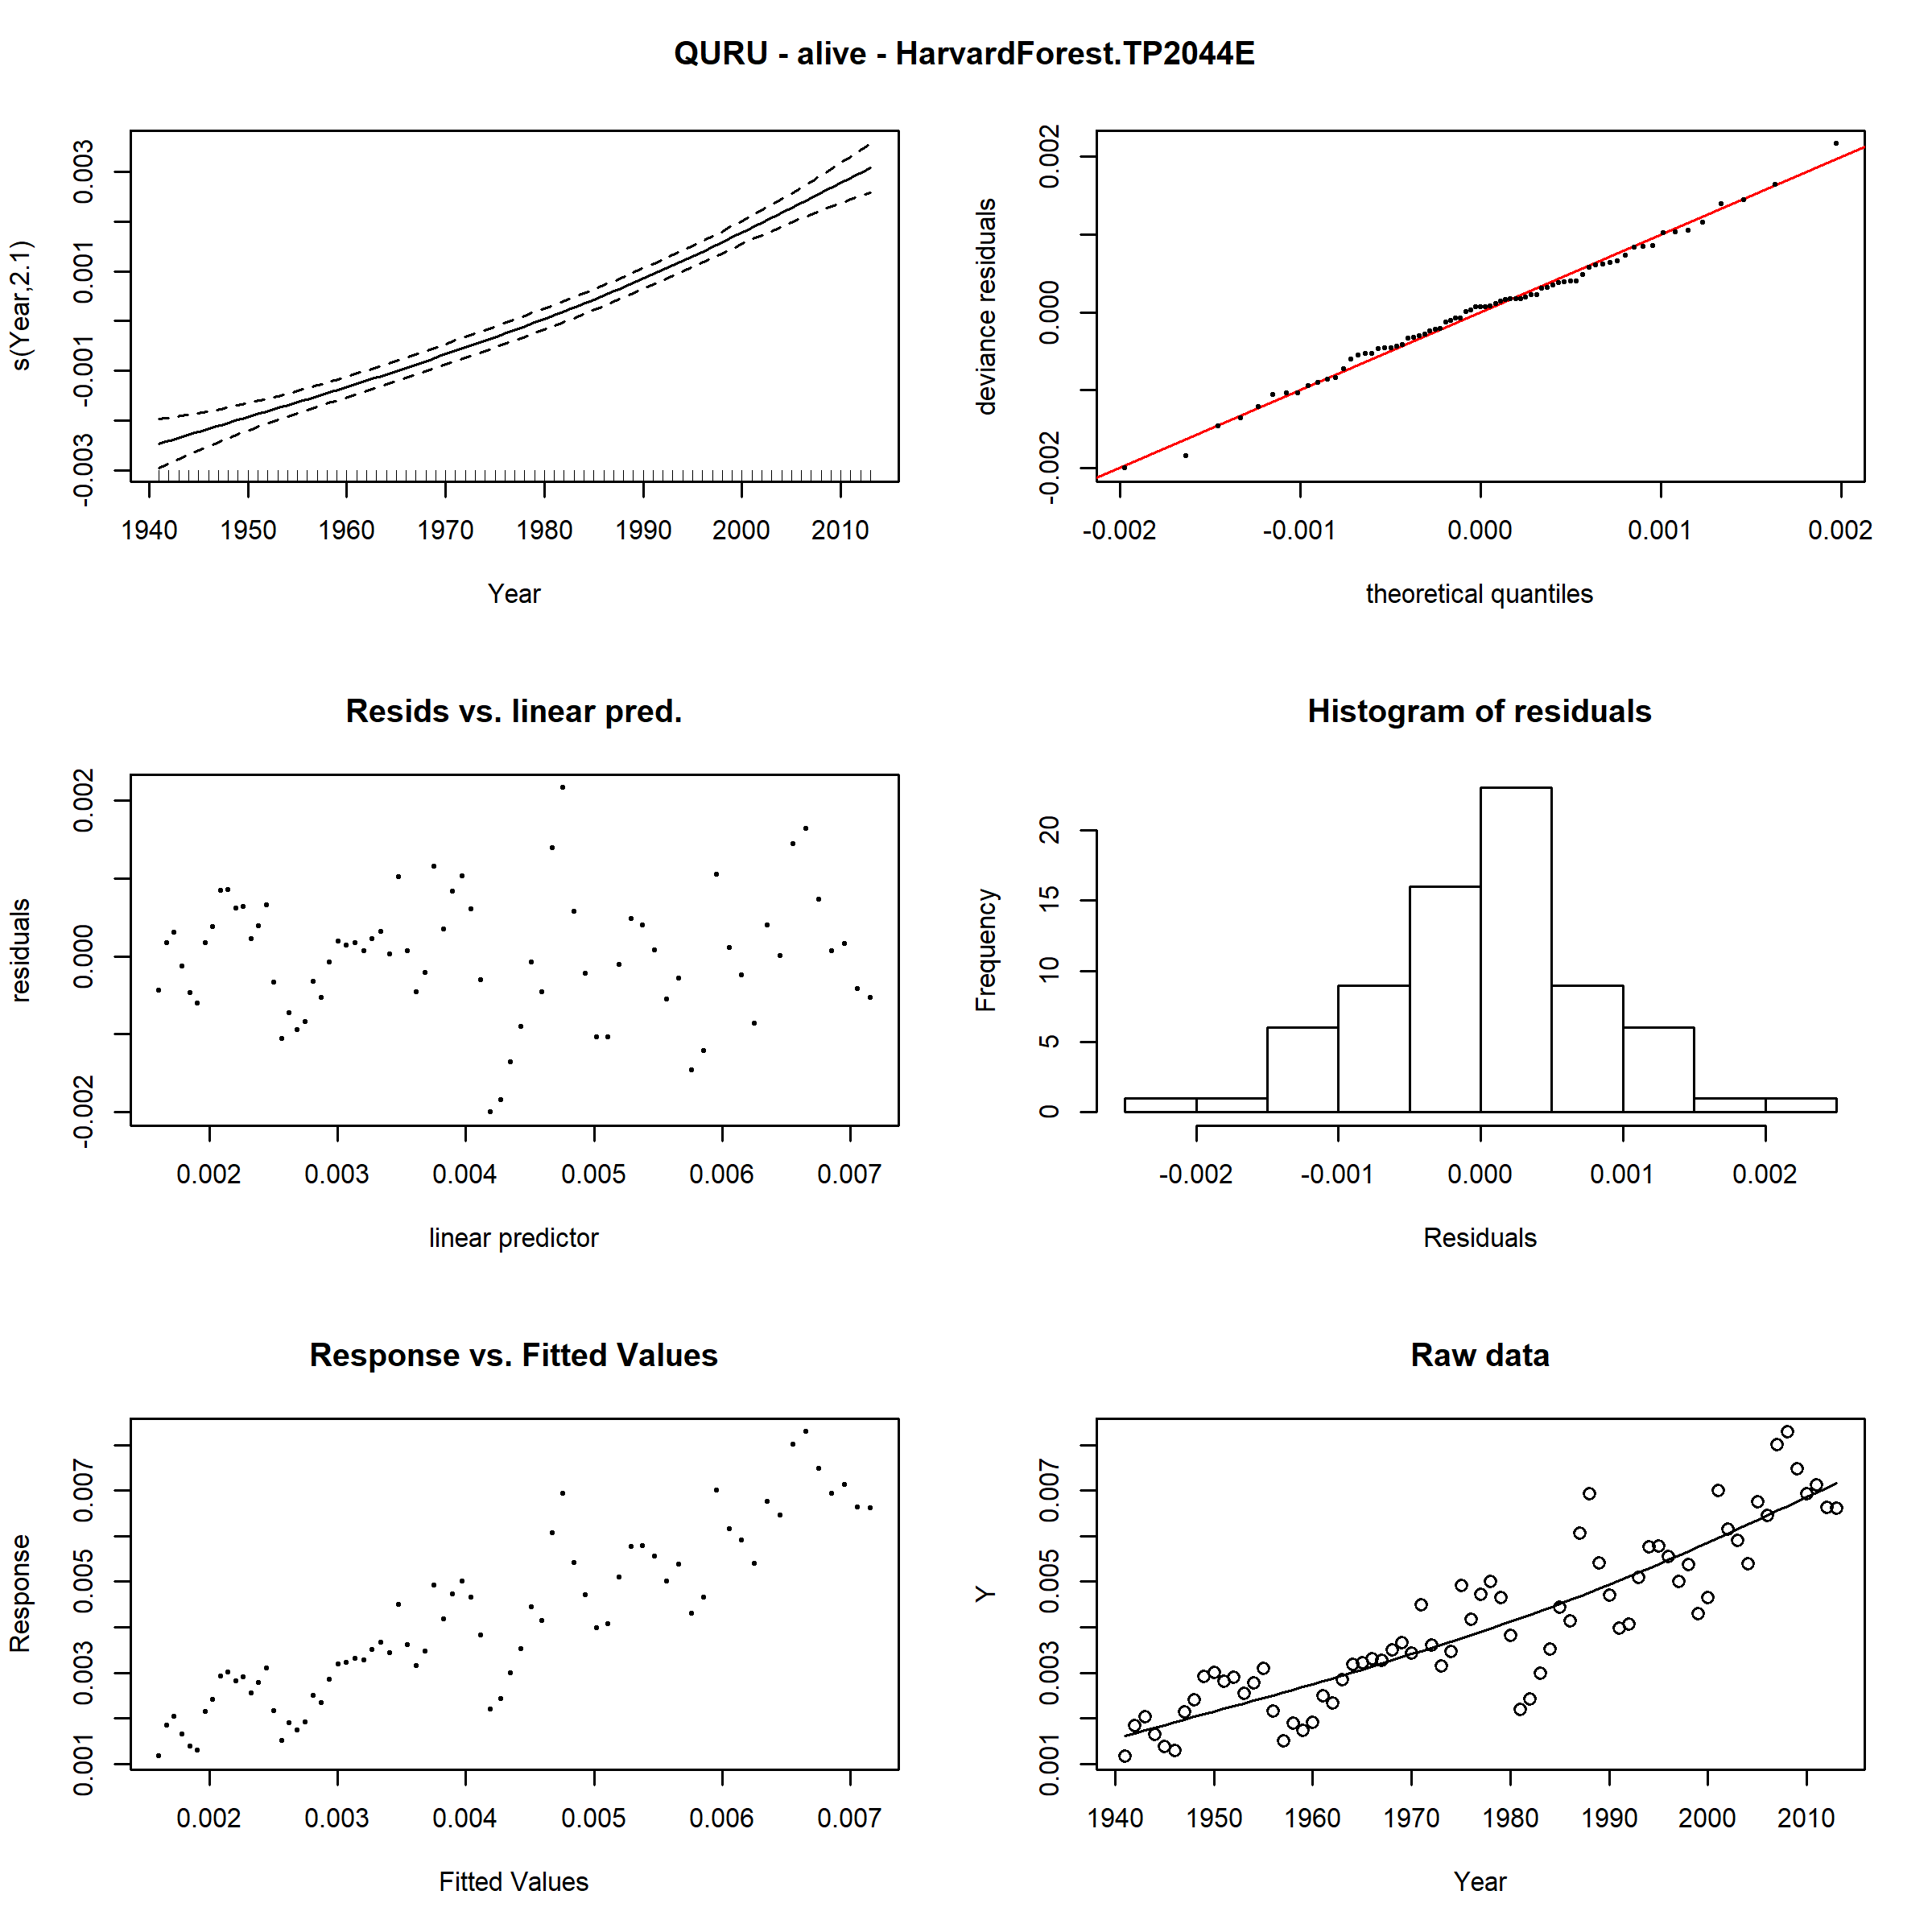 QURU - alive - HarvardForest.TP2044E
s(Year,2.1)
0.003
0.001
-0.001
-0.003
1940 1950 1960 1970 1980 1990 2000 2010
Year
deviance residuals
0.002
0.000
-0.002
-0.002 -0.001 0.000 0.001 0.002
theoretical quantiles
Resids vs. linear pred.
residuals
0.002
0.000
-0.002
0.002 0.003 0.004 0.005 0.006 0.007
linear predictor
Histogram of residuals
Frequency
20
15
10
5
0
-0.002 -0.001 0.000 0.001 0.002
Residuals
Response vs. Fitted Values
Response
0.007
0.005
0.003
0.001
0.002 0.003 0.004 0.005 0.006 0.007
Fitted Values
Raw data
Y
0.007
0.005
0.003
0.001
1940 1950 1960 1970 1980 1990 2000 2010
Year